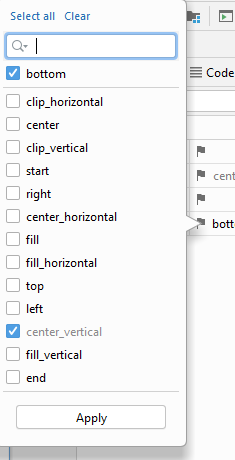 Select all Clear
bottom
Code
clip_horizontal
center
clip_vertical
start
cent
right
center_horizontal
bott
fill
fill_horizontal
top
left
center_vertical
fill_vertical
end
Apply